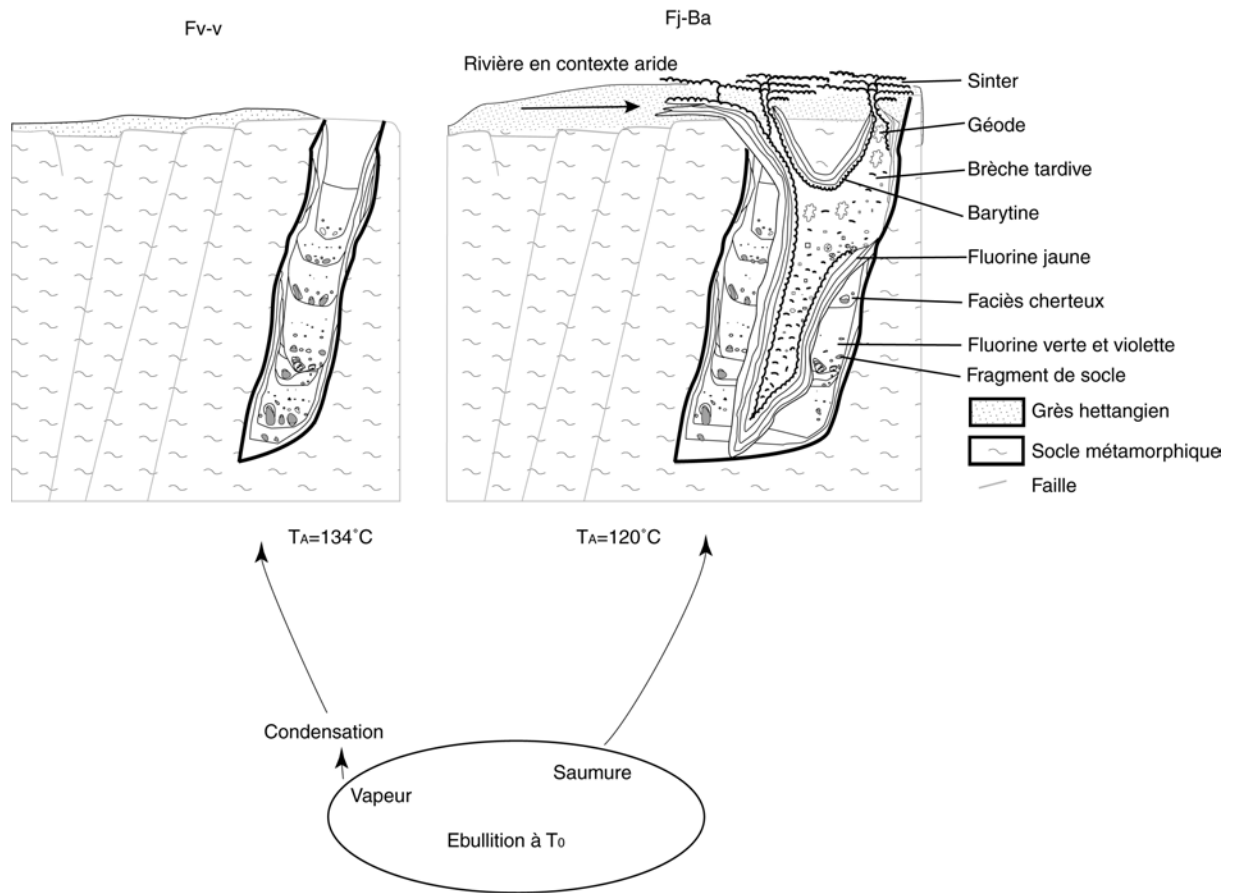 Fv-v
Fj-Ba
Rivière en contexte aride
Sinter
Géode
Brèche tardive
Barytine
Fluorine jaune
Faciès cherteux
Fluorine verte et violette
Fragment de socle
Grès hettangien
Socle métamorphique
Faille
TA=134°C
TA=120°C
Condensation
Saumure
Vapeur
Ebullition à T0